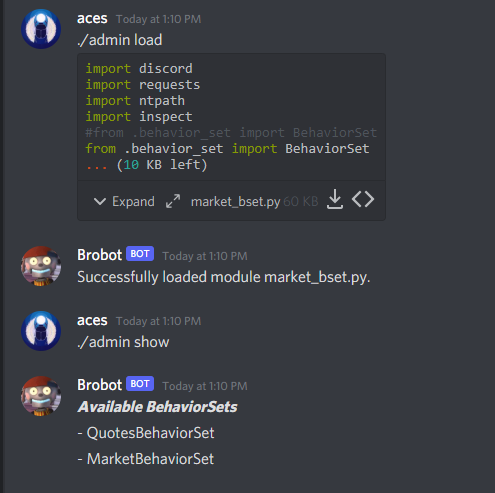 aces Today at 1:10 PM
./admin load
import discord
import requests
import ntpath
import inspect
#from .behavior_set import BehaviorSet
from .behavior_set import BehaviorSet
... (10 KB left)
Expand market_bset.py 60 KB
Brobot BOT Today at 1:10 PM
Successfully loaded module market_bset.py.
aces Today at 1:10 PM
./admin show
Brobot BOT Today at 1:10 PM
Available BehaviorSets
- QuotesBehaviorSet
- MarketBehaviorSet